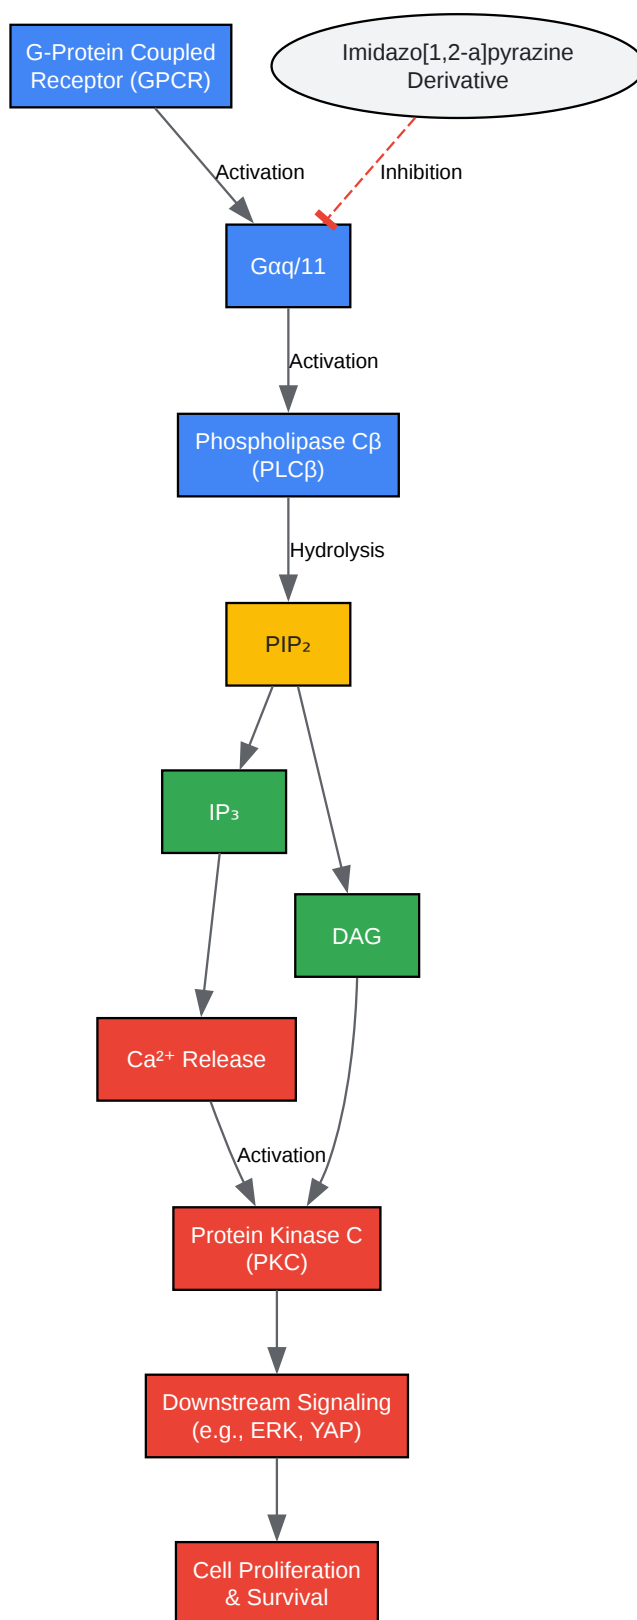 G-Protein Coupled
Receptor (GPCR)
Imidazo[1,2-a]pyrazine
Derivative
Activation
Inhibition
Gαq/11
Activation
Phospholipase Cβ
(PLCβ)
Hydrolysis
PIP₂
IP₃
DAG
Ca²⁺ Release
Activation
Protein Kinase C
(PKC)
Downstream Signaling
(e.g., ERK, YAP)
Cell Proliferation
& Survival